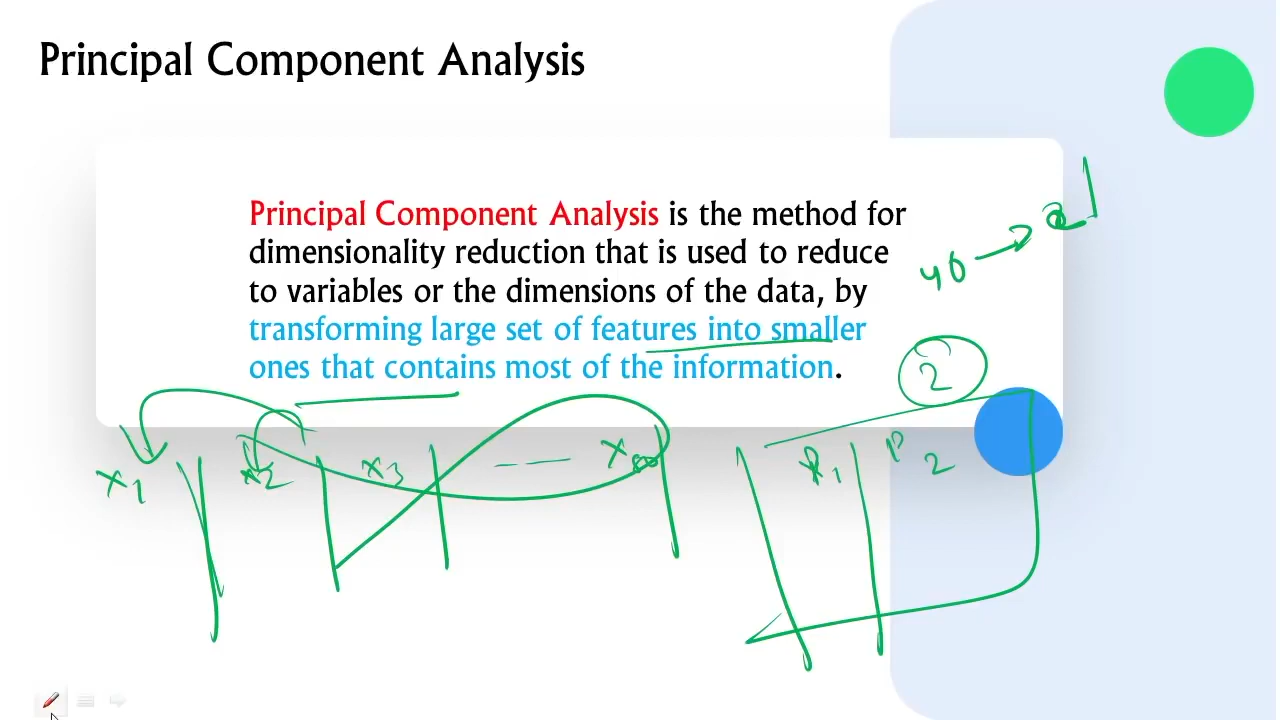 Principal Component Analysis
Principal Component Analysis is the method for
dimensionality reduction that is used to reduce
to variables or the dimensions of the data, by
transforming large set of features into smaller
ones that contains most of the information.
40 → 2
2
x1 x2 x3 --- P1 P2